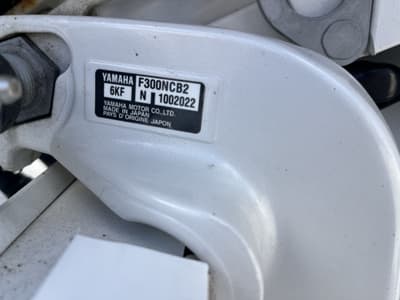 YAMAHA F300NCB2
6KF N 1002022
YAMAHA MOTOR CO.,LTD.
MADE IN JAPAN
PAYS D'ORIGINE JAPON